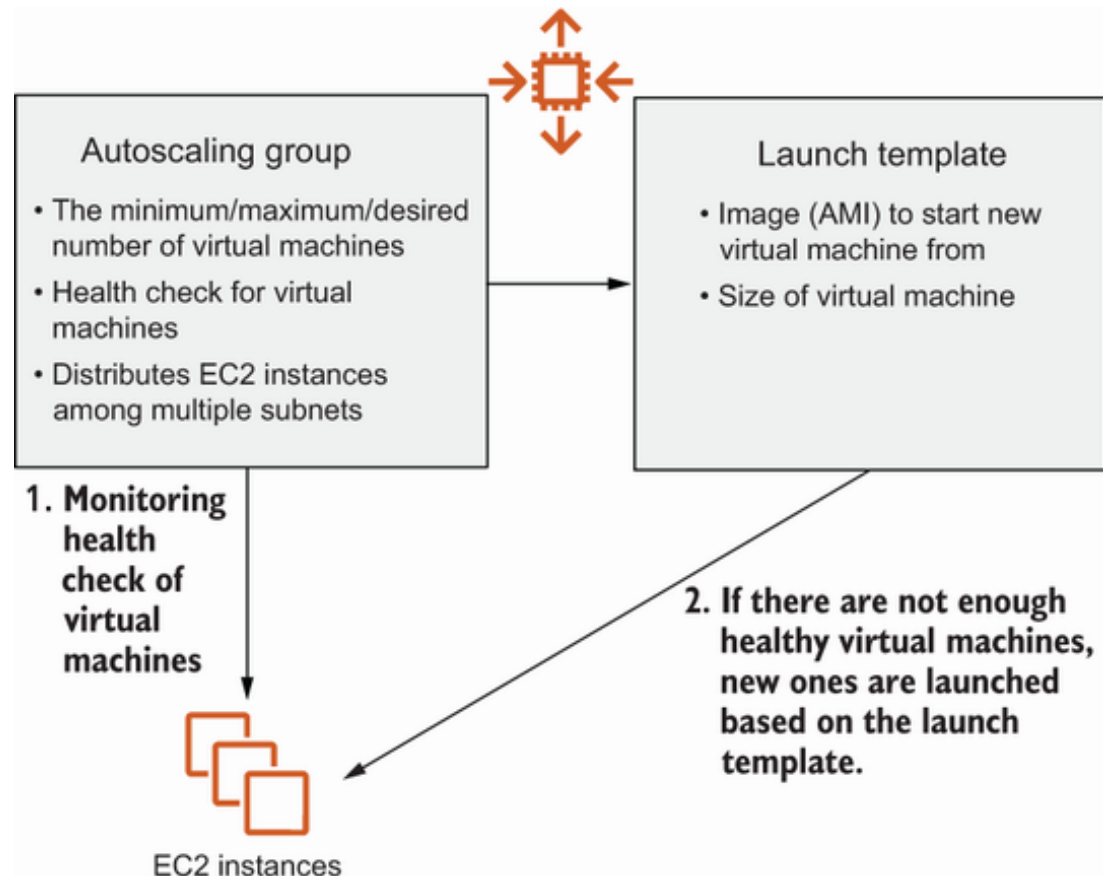 Autoscaling group
• The minimum/maximum/desired
number of virtual machines
• Health check for virtual
machines
• Distributes EC2 instances
among multiple subnets
Launch template
• Image (AMI) to start new
virtual machine from
• Size of virtual machine
1. Monitoring
health
check of
virtual
machines
2. If there are not enough
healthy virtual machines,
new ones are launched
based on the launch
template.
EC2 instances